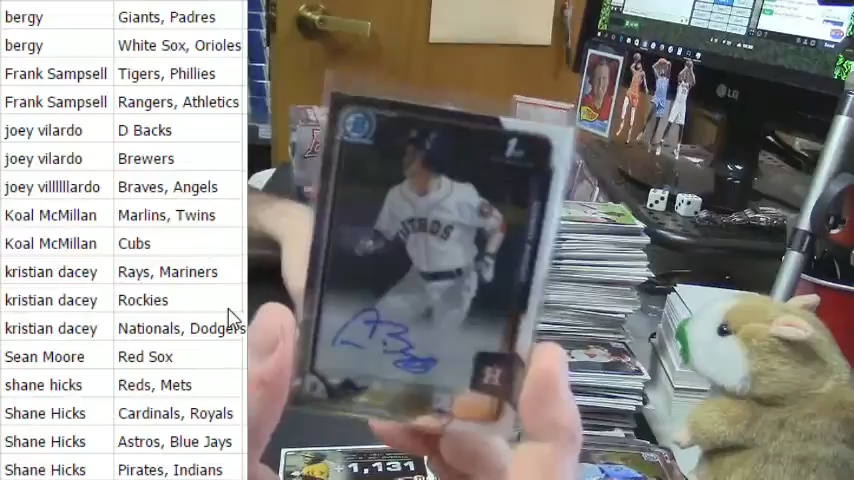 bergy Giants, Padres
bergy White Sox, Orioles
Frank Sampsell Tigers, Phillies
Frank Sampsell Rangers, Athletics
joey vilardo D Backs
joey vilardo Brewers
joey villllllardo Braves, Angels
Koal McMillan Marlins, Twins
Koal McMillan Cubs
kristian dacey Rays, Mariners
kristian dacey Rockies
kristian dacey Nationals, Dodgers
Sean Moore Red Sox
shane hicks Reds, Mets
Shane Hicks Cardinals, Royals
Shane Hicks Astros, Blue Jays
Shane Hicks Pirates, Indians
1st
ASTROS
H
LG
+1,131